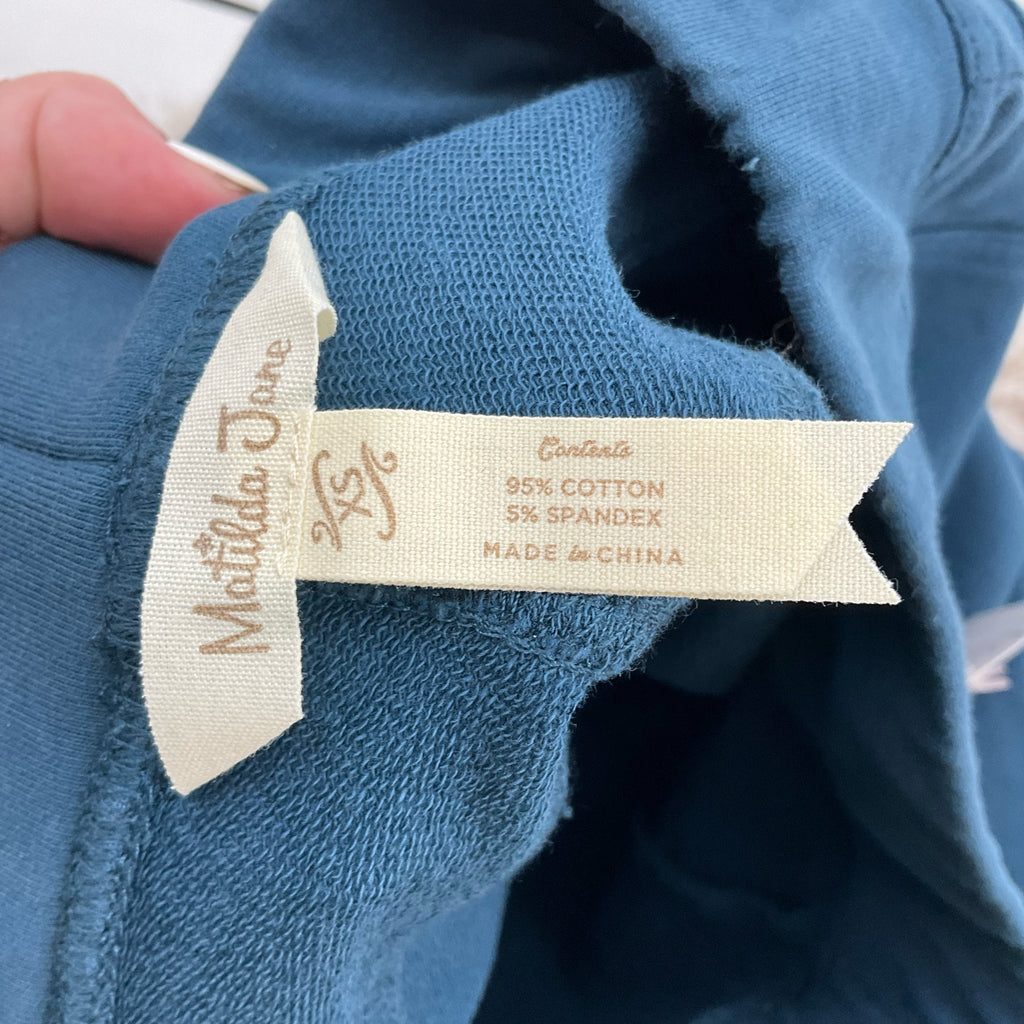 Matilda Jane
XS
Contents
95% COTTON
5% SPANDEX
MADE in CHINA